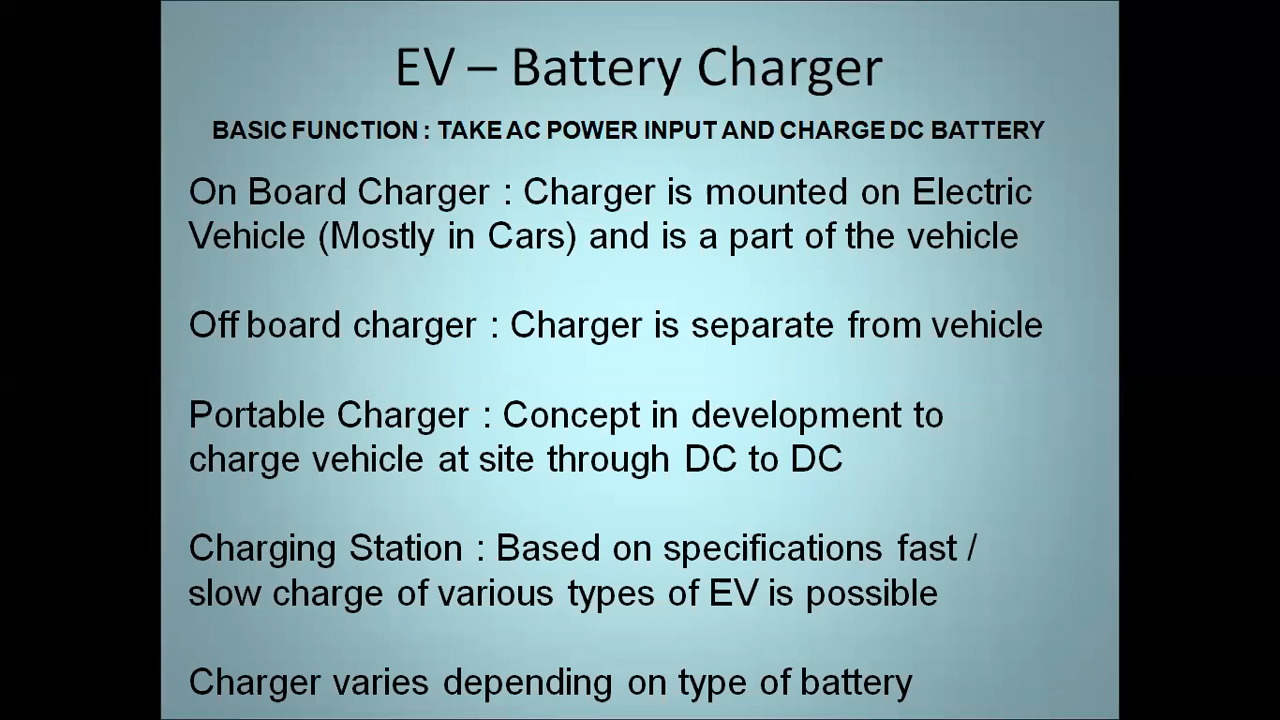 EV – Battery Charger
BASIC FUNCTION : TAKE AC POWER INPUT AND CHARGE DC BATTERY
On Board Charger : Charger is mounted on Electric
Vehicle (Mostly in Cars) and is a part of the vehicle
Off board charger : Charger is separate from vehicle
Portable Charger : Concept in development to
charge vehicle at site through DC to DC
Charging Station : Based on specifications fast /
slow charge of various types of EV is possible
Charger varies depending on type of battery